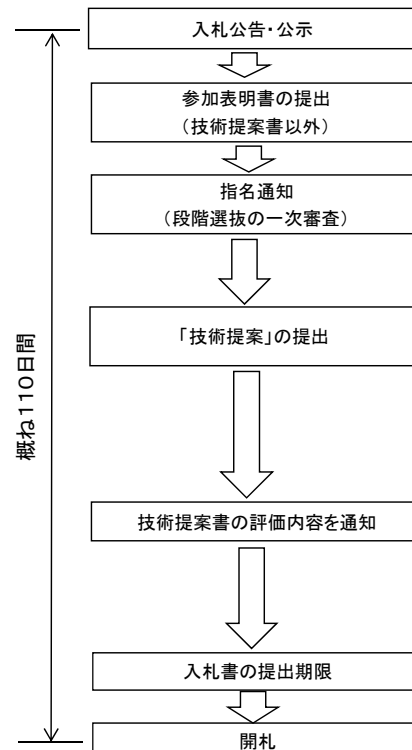 入札公告・公示
参加表明書の提出
（技術提案書以外）
指名通知
（段階選抜の一次審査）
「技術提案」の提出
概ね110日間
技術提案書の評価内容を通知
入札書の提出期限
開札